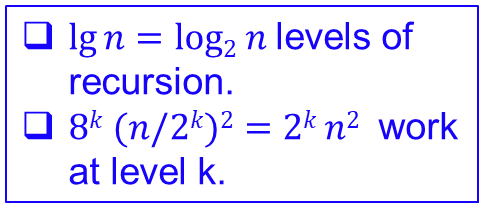 ❑ lg n = log₂ n levels of
recursion.
❑ 8ᵏ (n/2ᵏ)² = 2ᵏ n² work
at level k.